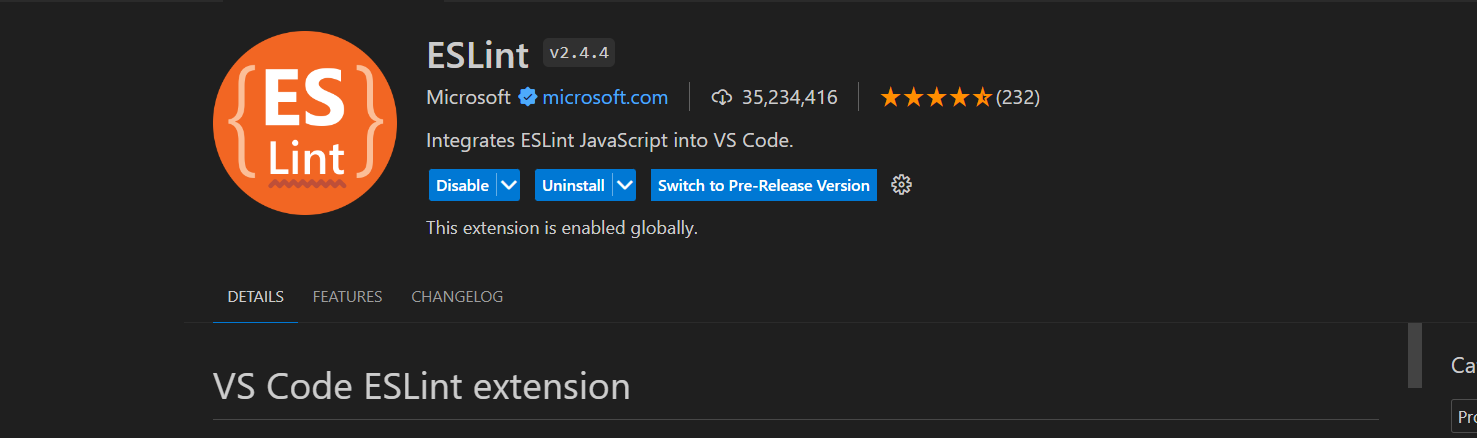 {ES
Lint}
ESLint v2.4.4
Microsoft microsoft.com 35,234,416 (232)
Integrates ESLint JavaScript into VS Code.
Disable Uninstall Switch to Pre-Release Version
This extension is enabled globally.
DETAILS FEATURES CHANGELOG
VS Code ESLint extension